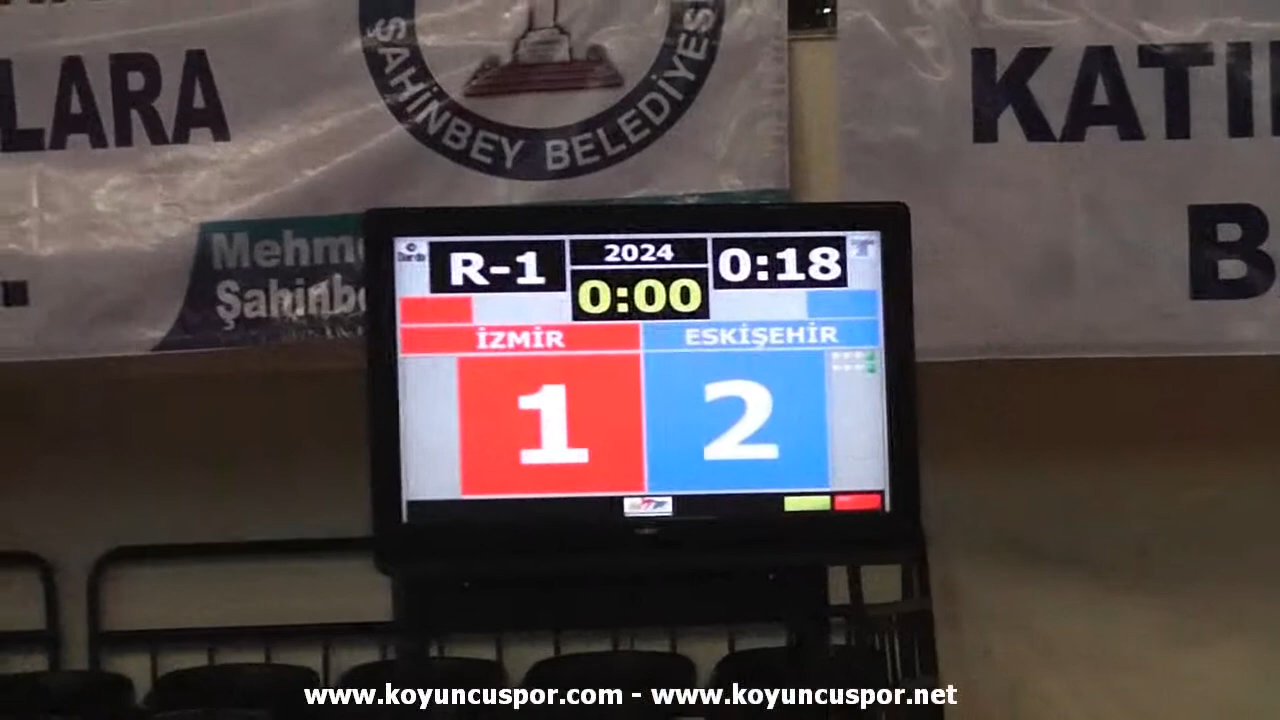 LARA
ŞAHİNBEY BELEDİYESİ
KATI
B
Mehm
Şahinb
R-1
2024
0:18
0:00
İZMİR
ESKİŞEHİR
1
2
www.koyuncuspor.com - www.koyuncuspor.net